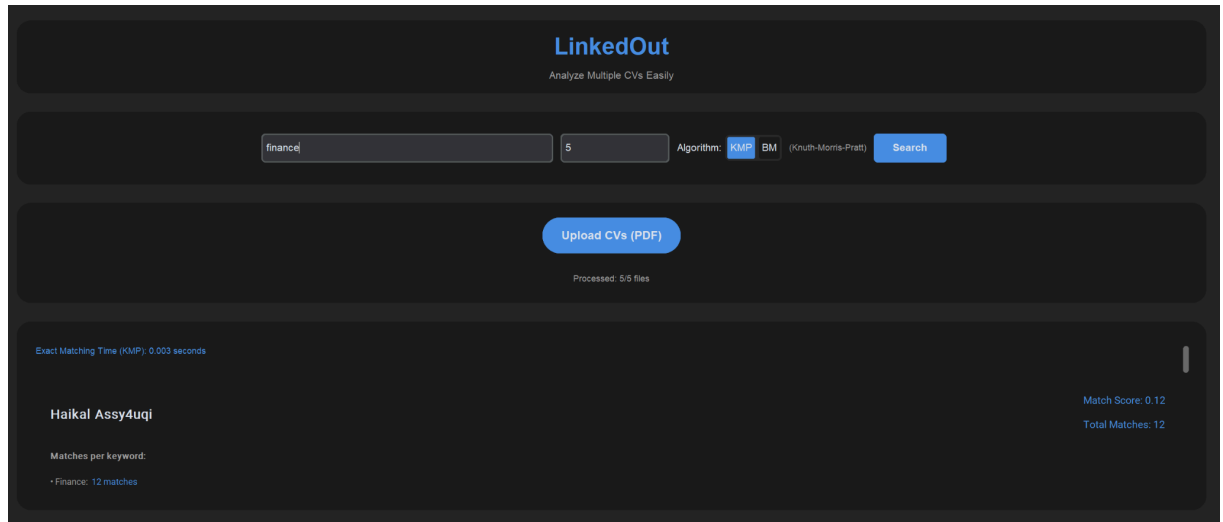 LinkedOut
Analyze Multiple CVs Easily
finance 5 Algorithm: KMP BM (Knuth-Morris-Pratt) Search
Upload CVs (PDF)
Processed: 5/5 files
Exact Matching Time (KMP): 0.003 seconds
Haikal Assy4uqi
Match Score: 0.12
Total Matches: 12
Matches per keyword:
• Finance: 12 matches